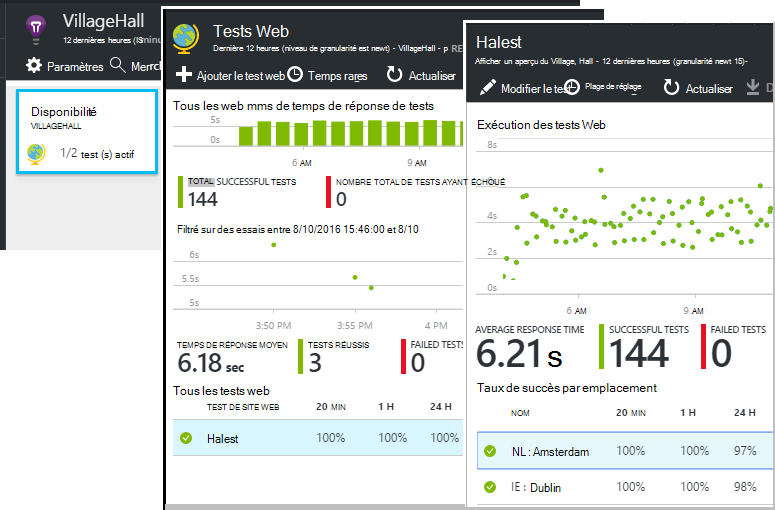 VillageHall
12 dernières heures
Paramètres
Disponibilité
VILLAGEHALL
1/2 test (s) actif
Tests Web
Dernière 12 heures (niveau de granularité est newt) - VillageHall - p RE
Ajouter le test web
Temps rares
Actualiser
Tous les web mms de temps de réponse de tests
5s
0s
6 AM
9 AM
TOTAL SUCCESSFUL TESTS
144
NOMBRE TOTAL DE TESTS AYANT ÉCHOUÉ
0
Filtré sur des essais entre 8/10/2016 15:46:00 et 8/10
6s
5.5s
5s
3:50 PM
3:55 PM
4 PM
TEMPS DE RÉPONSE MOYEN
6.18 sec
TESTS RÉUSSIS
3
FAILED TESTS
0
Tous les tests web
TEST DE SITE WEB 20 MIN 1 H 24 H
Halest 100% 100% 100%
Halest
Afficher un aperçu du Village, Hall - 12 dernières heures (granularité newt 15)-
Modifier le test
Plage de réglage
Actualiser
D
Exécution des tests Web
8s
6s
4s
2s
0s
6 AM
9 AM
AVERAGE RESPONSE TIME
6.21 s
SUCCESSFUL TESTS
144
FAILED TESTS
0
Taux de succès par emplacement
NOM 20 MIN 1 H 24 H
NL : Amsterdam 100% 100% 97%
IE : Dublin 100% 100% 98%